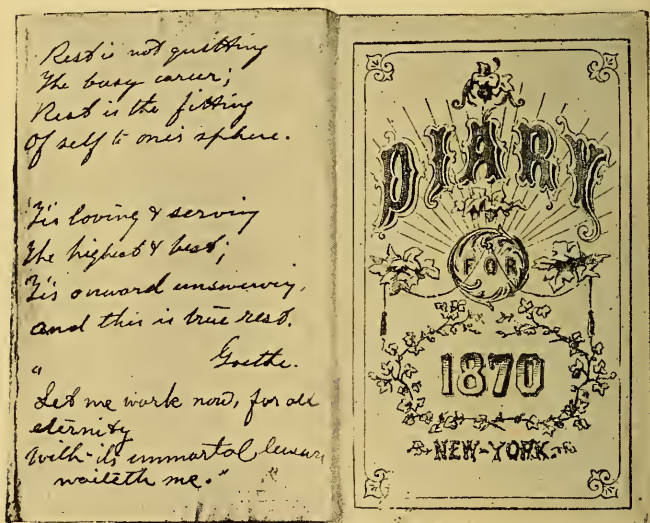 Rest is not quitting
The busy career;
Rest is the fitting
Of self to one's sphere.
'Tis loving & serving
The highest & best;
'Tis onward unswerving,
and this is true rest.
Goethe.
"Let me work now, for all
eternity
With its immortal leisure
waiteth me."
DIARY
FOR
1870
NEW-YORK.